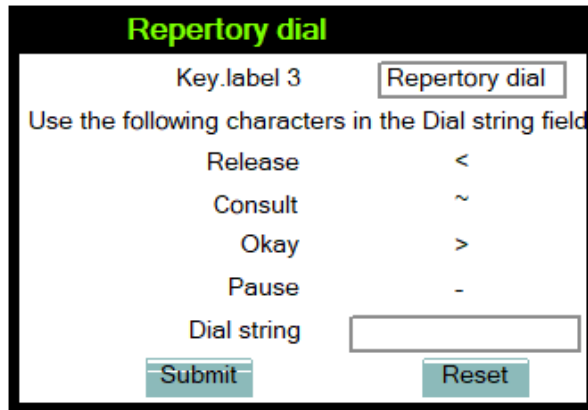 Repertory dial
Key.label 3 Repertory dial
Use the following characters in the Dial string field
Release <
Consult ~
Okay >
Pause -
Dial string
Submit Reset